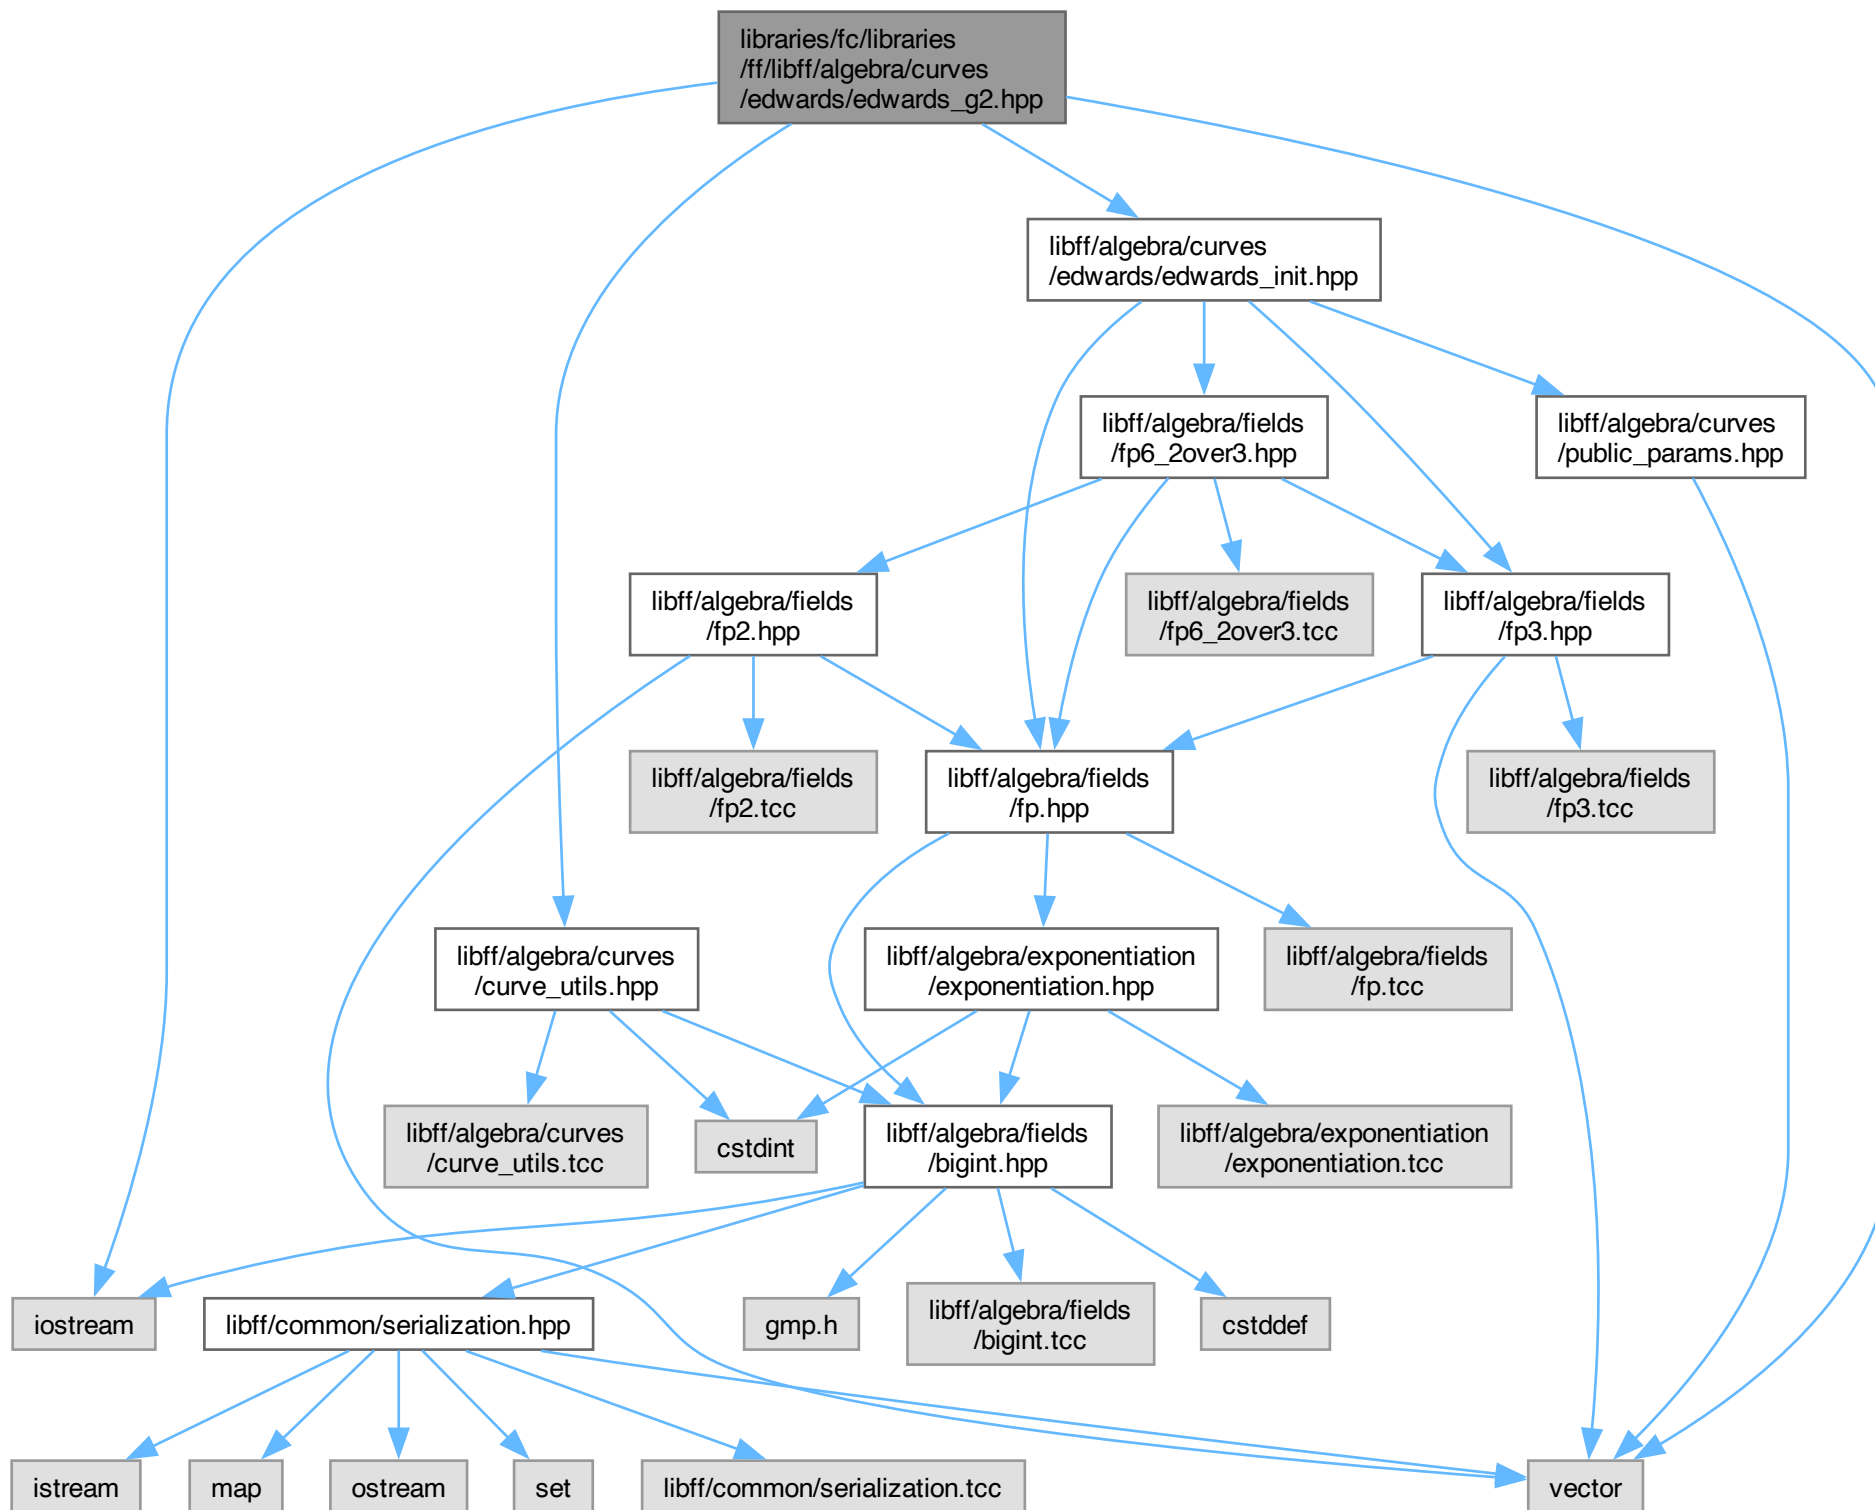 libraries/fc/libraries
/ff/libff/algebra/curves
/edwards/edwards_g2.hpp
libff/algebra/curves
/edwards/edwards_init.hpp
libff/algebra/fields
/fp6_2over3.hpp
libff/algebra/curves
/public_params.hpp
libff/algebra/fields
/fp2.hpp
libff/algebra/fields
/fp6_2over3.tcc
libff/algebra/fields
/fp3.hpp
libff/algebra/fields
/fp2.tcc
libff/algebra/fields
/fp.hpp
libff/algebra/fields
/fp3.tcc
libff/algebra/curves
/curve_utils.hpp
libff/algebra/exponentiation
/exponentiation.hpp
libff/algebra/fields
/fp.tcc
libff/algebra/curves
/curve_utils.tcc
cstdint
libff/algebra/fields
/bigint.hpp
libff/algebra/exponentiation
/exponentiation.tcc
iostream
libff/common/serialization.hpp
gmp.h
libff/algebra/fields
/bigint.tcc
cstddef
istream
map
ostream
set
libff/common/serialization.tcc
vector